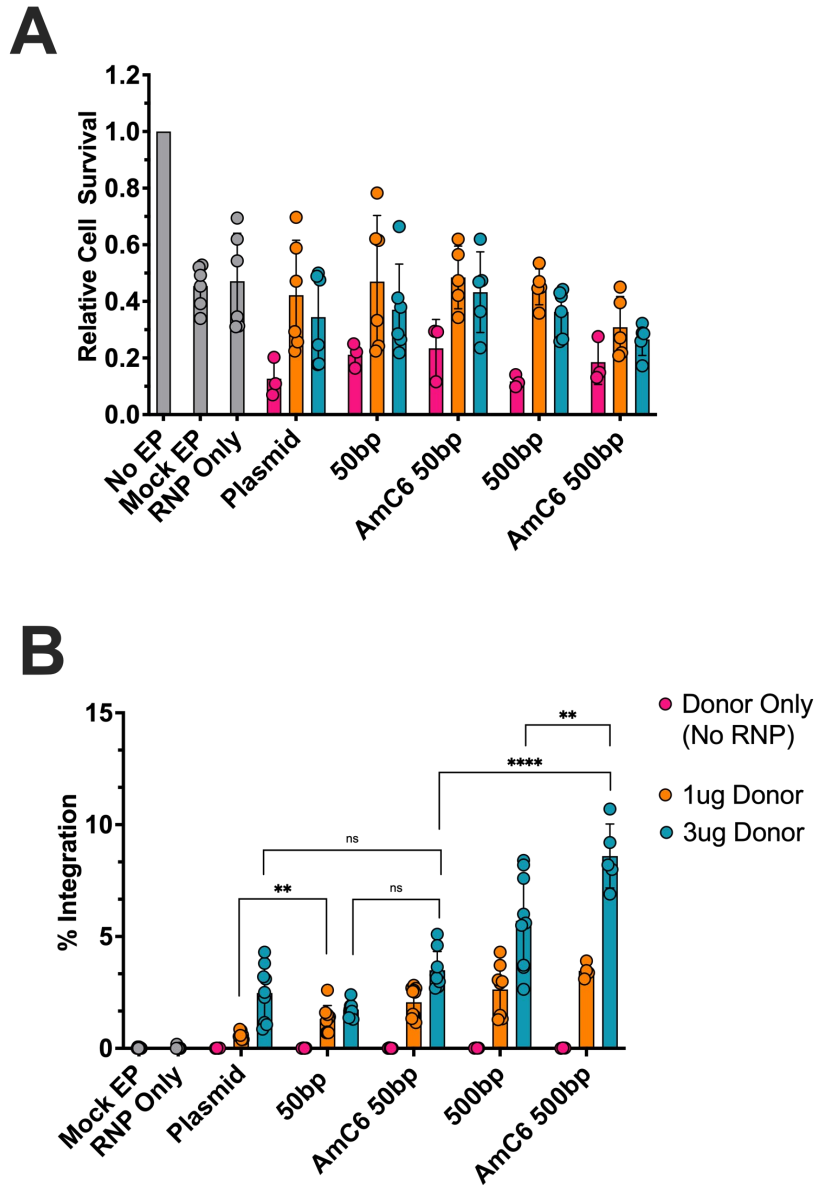 A
Relative Cell Survival
1.2
1.0
0.8
0.6
0.4
0.2
0.0
No EP
Mock EP
RNP Only
Plasmid
50bp
AmC6 50bp
500bp
AmC6 500bp
B
% Integration
15
10
5
0
**
****
ns
**
ns
Mock EP
RNP Only
Plasmid
50bp
AmC6 50bp
500bp
AmC6 500bp
Donor Only
(No RNP)
1ug Donor
3ug Donor